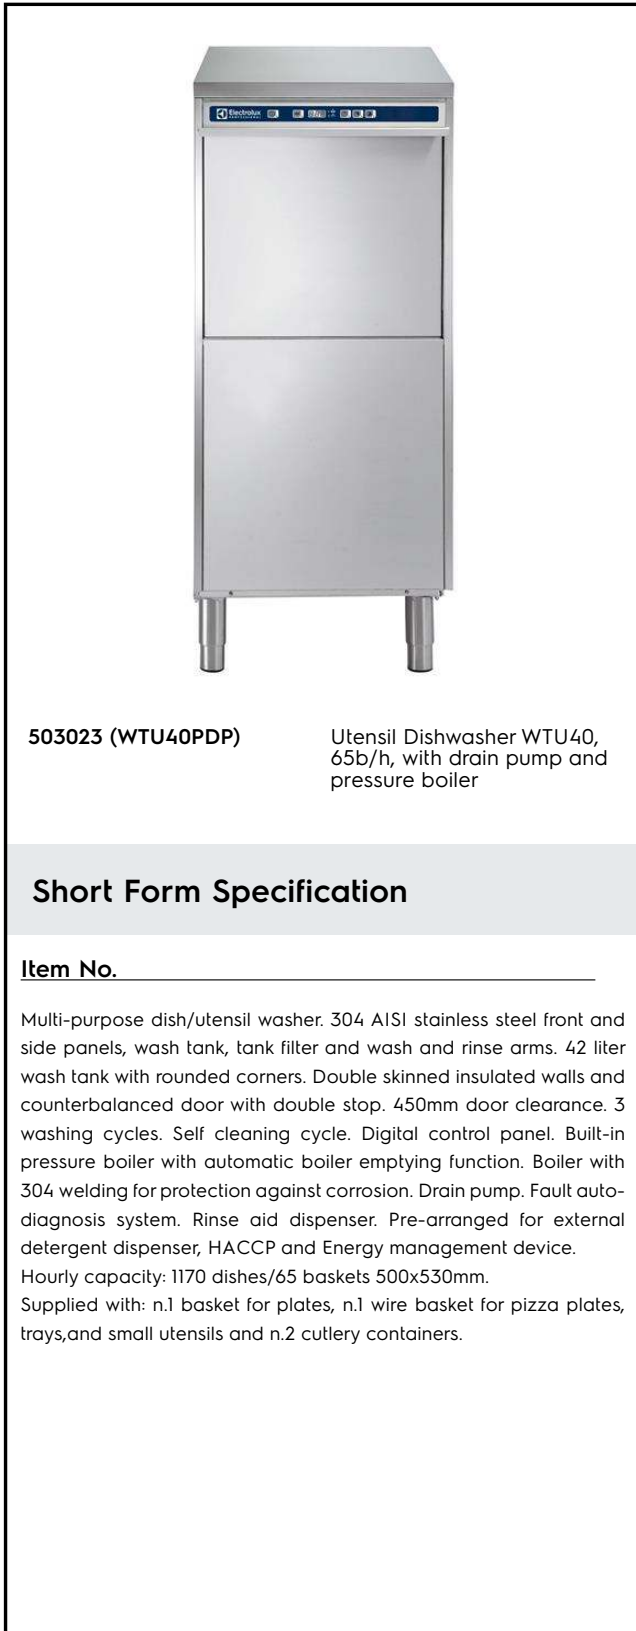 Electrolux
PROFESSIONAL
503023 (WTU40PDP)
Utensil Dishwasher WTU40,
65b/h, with drain pump and
pressure boiler
Short Form Specification
Item No.
Multi-purpose dish/utensil washer. 304 AISI stainless steel front and
side panels, wash tank, tank filter and wash and rinse arms. 42 liter
wash tank with rounded corners. Double skinned insulated walls and
counterbalanced door with double stop. 450mm door clearance. 3
washing cycles. Self cleaning cycle. Digital control panel. Built-in
pressure boiler with automatic boiler emptying function. Boiler with
304 welding for protection against corrosion. Drain pump. Fault auto-
diagnosis system. Rinse aid dispenser. Pre-arranged for external
detergent dispenser, HACCP and Energy management device.
Hourly capacity: 1170 dishes/65 baskets 500x530mm.
Supplied with: n.1 basket for plates, n.1 wire basket for pizza plates,
trays,and small utensils and n.2 cutlery containers.